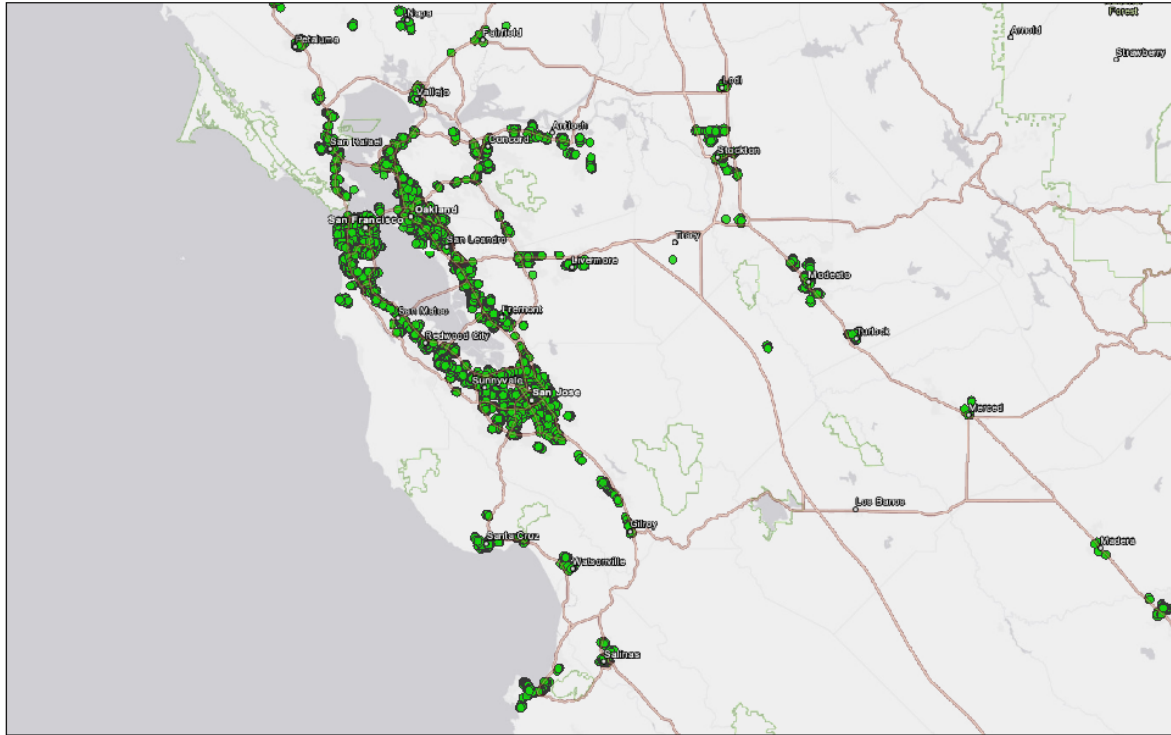 Forest
Napa
Petaluma
Fairfield
Arnold
Strawberry
Lodi
Vallejo
Antioch
San Rafael
Concord
Stockton
Oakland
San Francisco
San Leandro
Tracy
Livermore
Modesto
San Mateo
Fremont
Redwood City
Turlock
Sunnyvale
San Jose
Merced
Los Banos
Gilroy
Santa Cruz
Madera
Watsonville
Salinas